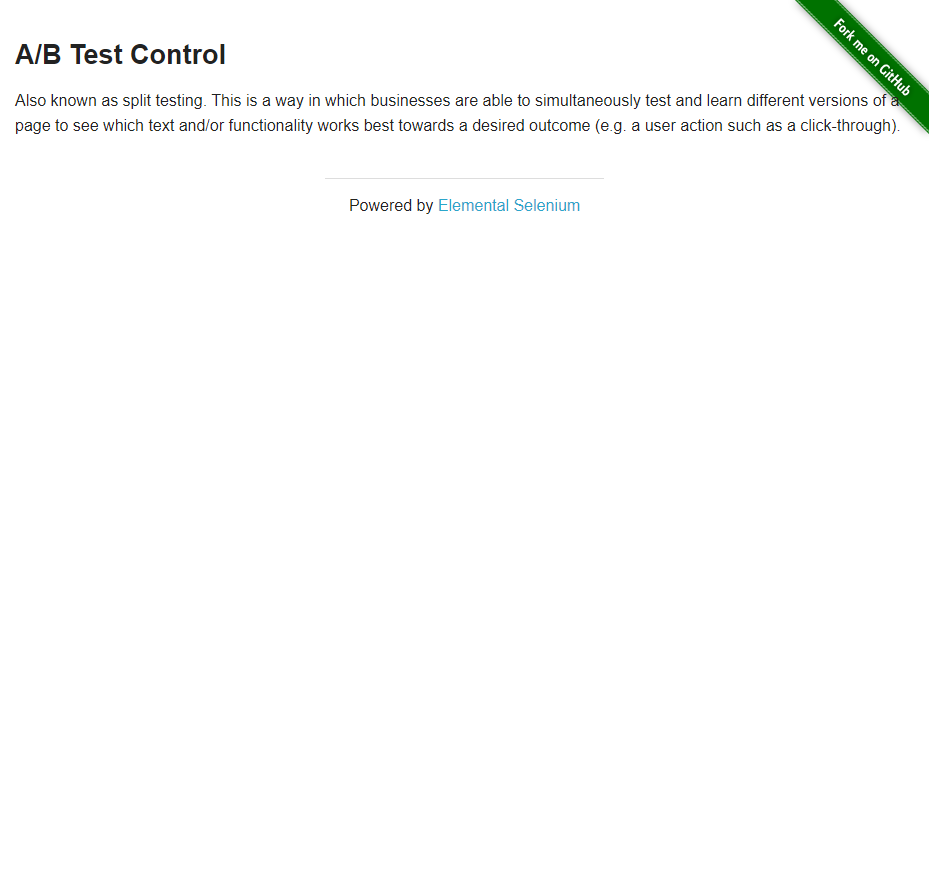 Fork me on GitHub
A/B Test Control
Also known as split testing. This is a way in which businesses are able to simultaneously test and learn different versions of a
page to see which text and/or functionality works best towards a desired outcome (e.g. a user action such as a click-through).
Powered by Elemental Selenium